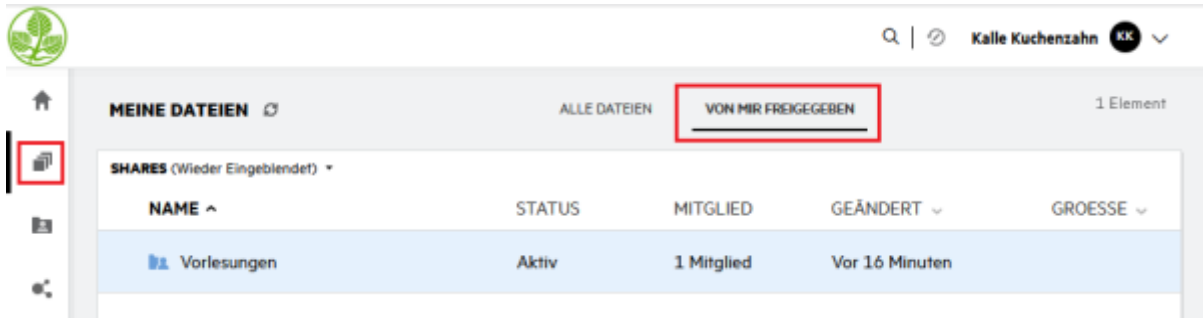 Kalle Kuchenzahn KK
MEINE DATEIEN ALLE DATEIEN VON MIR FREIGEGEBEN 1 Element
SHARES (Wieder Eingeblendet)
NAME STATUS MITGLIED GEÄNDERT GROESSE
Vorlesungen Aktiv 1 Mitglied Vor 16 Minuten